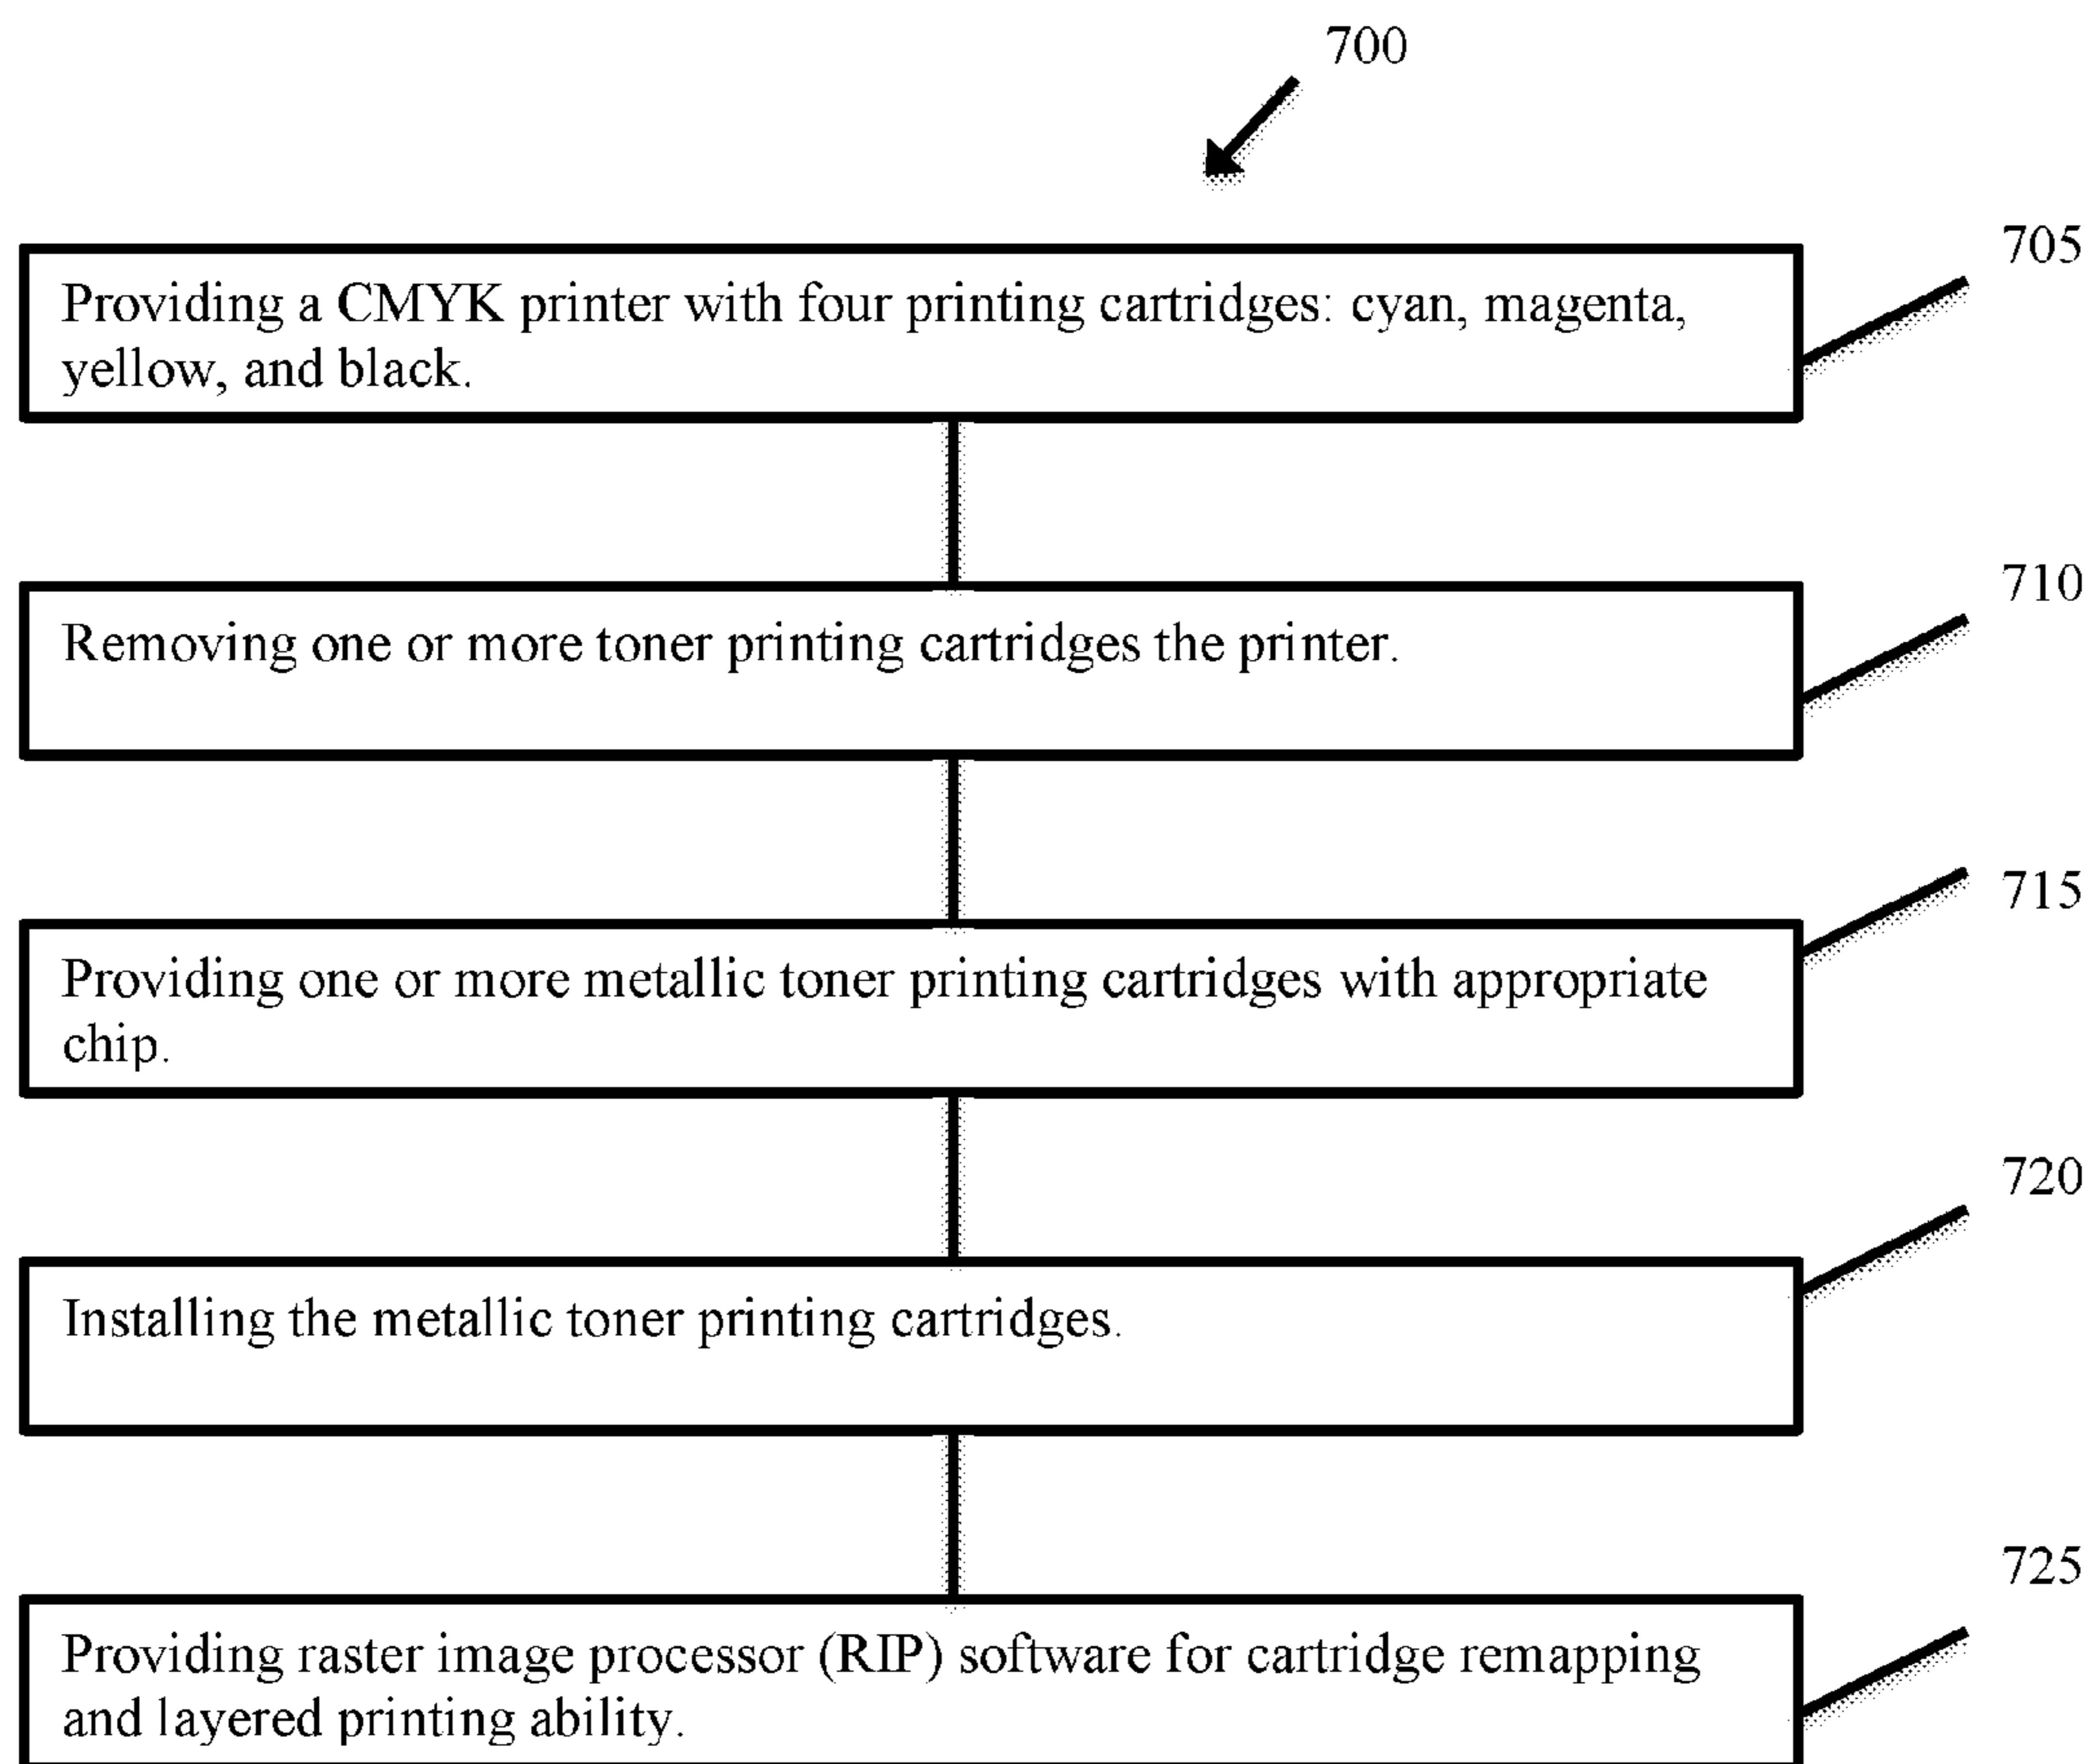 700
705
Providing a CMYK printer with four printing cartridges: cyan, magenta,
yellow, and black.
710
Removing one or more toner printing cartridges the printer.
715
Providing one or more metallic toner printing cartridges with appropriate
chip.
720
Installing the metallic toner printing cartridges.
725
Providing raster image processor (RIP) software for cartridge remapping
and layered printing ability.